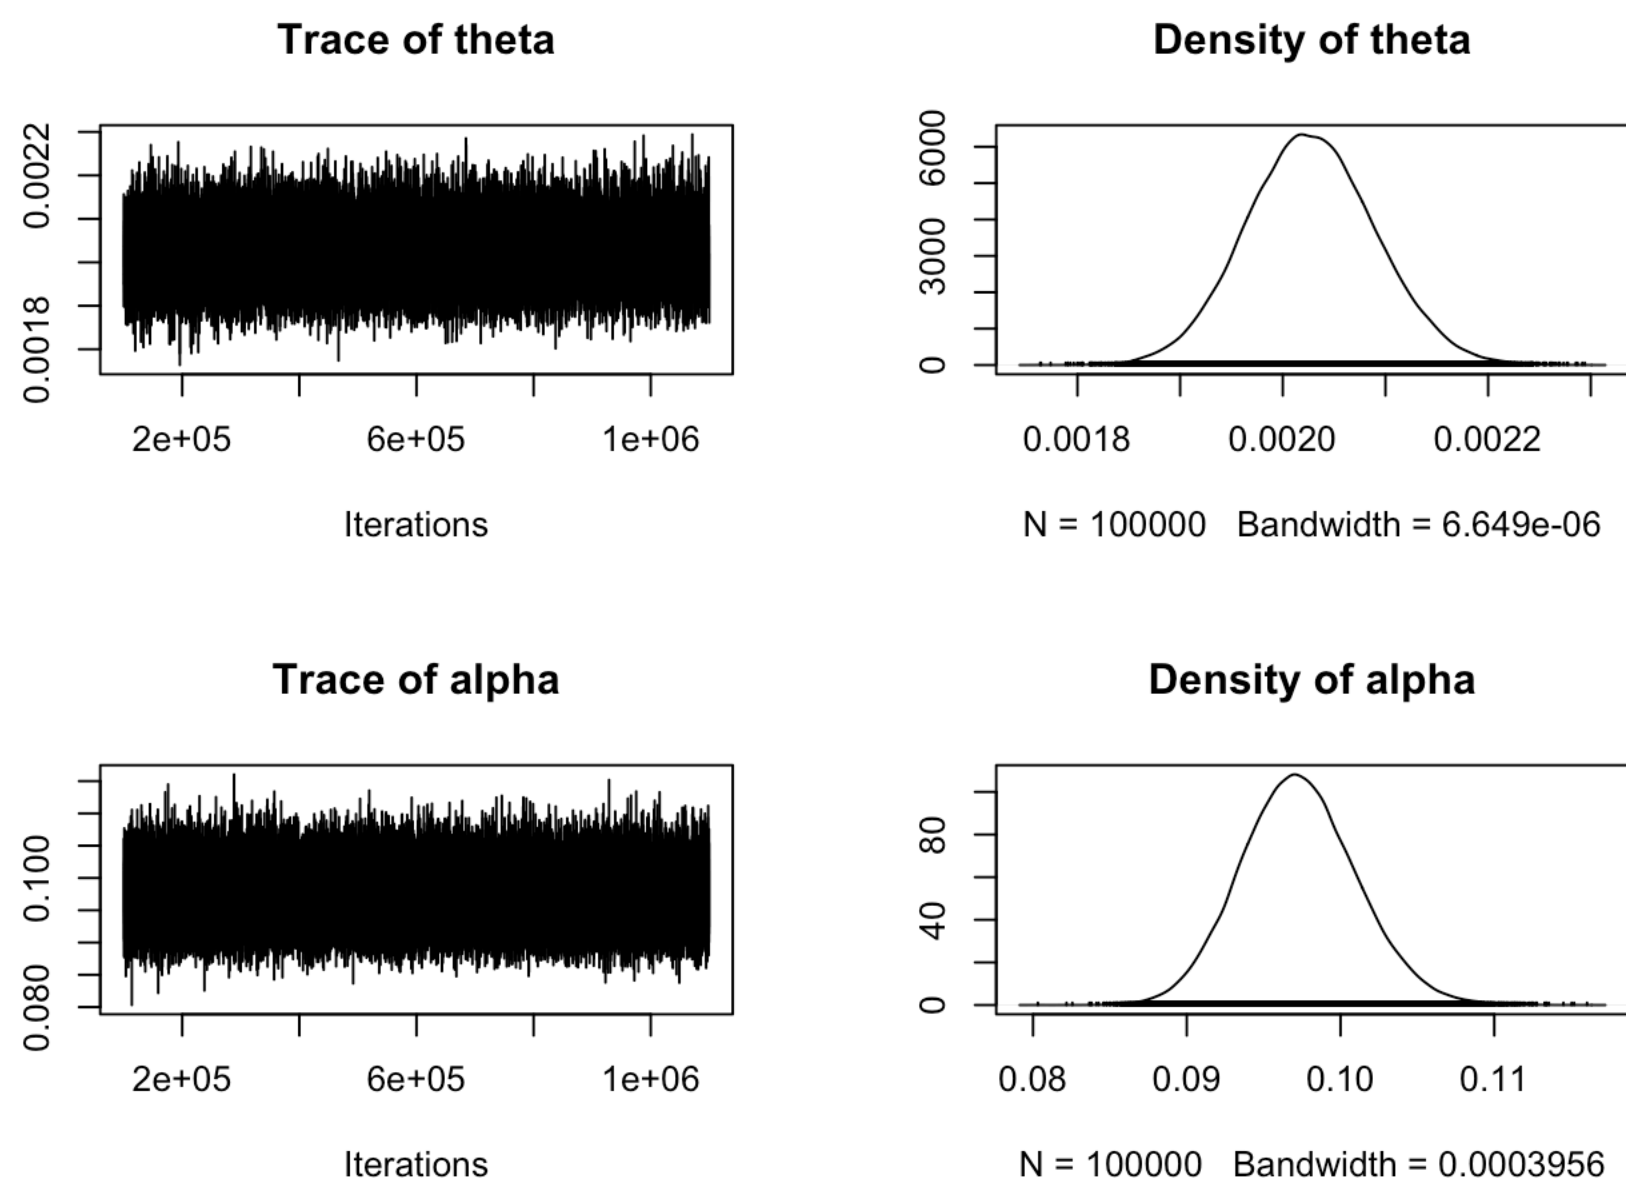 Trace of theta
0.0022
0.0018
2e+05 6e+05 1e+06
Iterations
Density of theta
6000
3000
0
0.0018 0.0020 0.0022
N = 100000 Bandwidth = 6.649e-06
Trace of alpha
0.100
0.080
2e+05 6e+05 1e+06
Iterations
Density of alpha
80
40
0
0.08 0.09 0.10 0.11
N = 100000 Bandwidth = 0.0003956